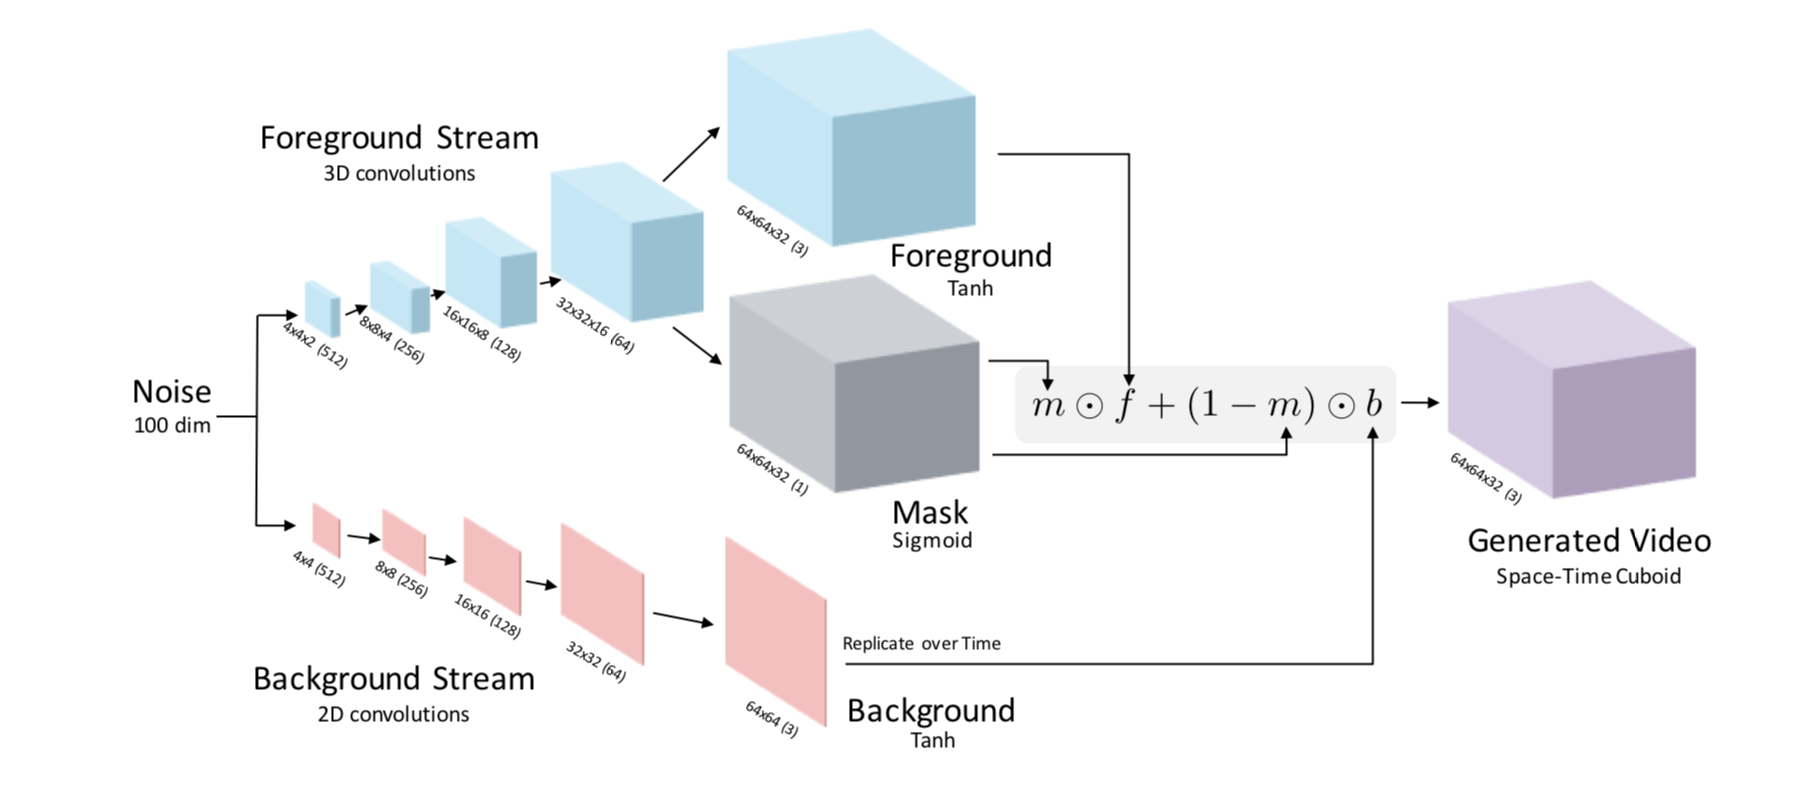 Foreground Stream
3D convolutions
4x4x2 (512)
8x8x4 (256)
16x16x8 (128)
32x32x16 (64)
64x64x32 (3)
Foreground
Tanh
Noise
100 dim
64x64x32 (1)
Mask
Sigmoid
m ⊙ f + (1 − m) ⊙ b
64x64x32 (3)
Generated Video
Space-Time Cuboid
4x4 (512)
8x8 (256)
16x16 (128)
32x32 (64)
64x64 (3)
Background Stream
2D convolutions
Replicate over Time
Background
Tanh